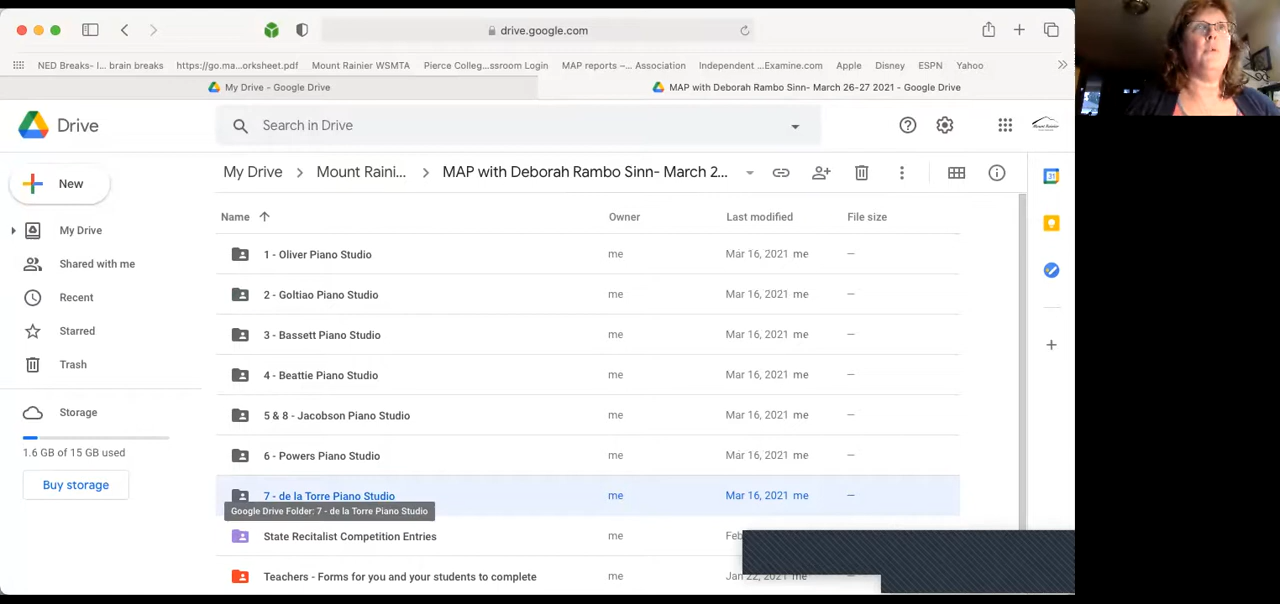 drive.google.com
NED Breaks- I... brain breaks https://go.ma...orksheet.pdf Mount Rainier WSMTA Pierce Colleg...ssroom Login MAP reports –... Association Independent ...Examine.com Apple Disney ESPN Yahoo
My Drive - Google Drive MAP with Deborah Rambo Sinn- March 26-27 2021 - Google Drive
Drive Search in Drive
New My Drive Mount Raini... MAP with Deborah Rambo Sinn- March 2...
Name Owner Last modified File size
My Drive
1 - Oliver Piano Studio me Mar 16, 2021 me –
Shared with me
2 - Goltiao Piano Studio me Mar 16, 2021 me –
Recent
3 - Bassett Piano Studio me Mar 16, 2021 me –
Starred
4 - Beattie Piano Studio me Mar 16, 2021 me –
Trash
5 & 8 - Jacobson Piano Studio me Mar 16, 2021 me –
Storage
6 - Powers Piano Studio me Mar 16, 2021 me –
1.6 GB of 15 GB used
Buy storage
7 - de la Torre Piano Studio me Mar 16, 2021 me –
Google Drive Folder: 7 - de la Torre Piano Studio
State Recitalist Competition Entries me Feb
Teachers - Forms for you and your students to complete me Jan 22, 2021 me –
31